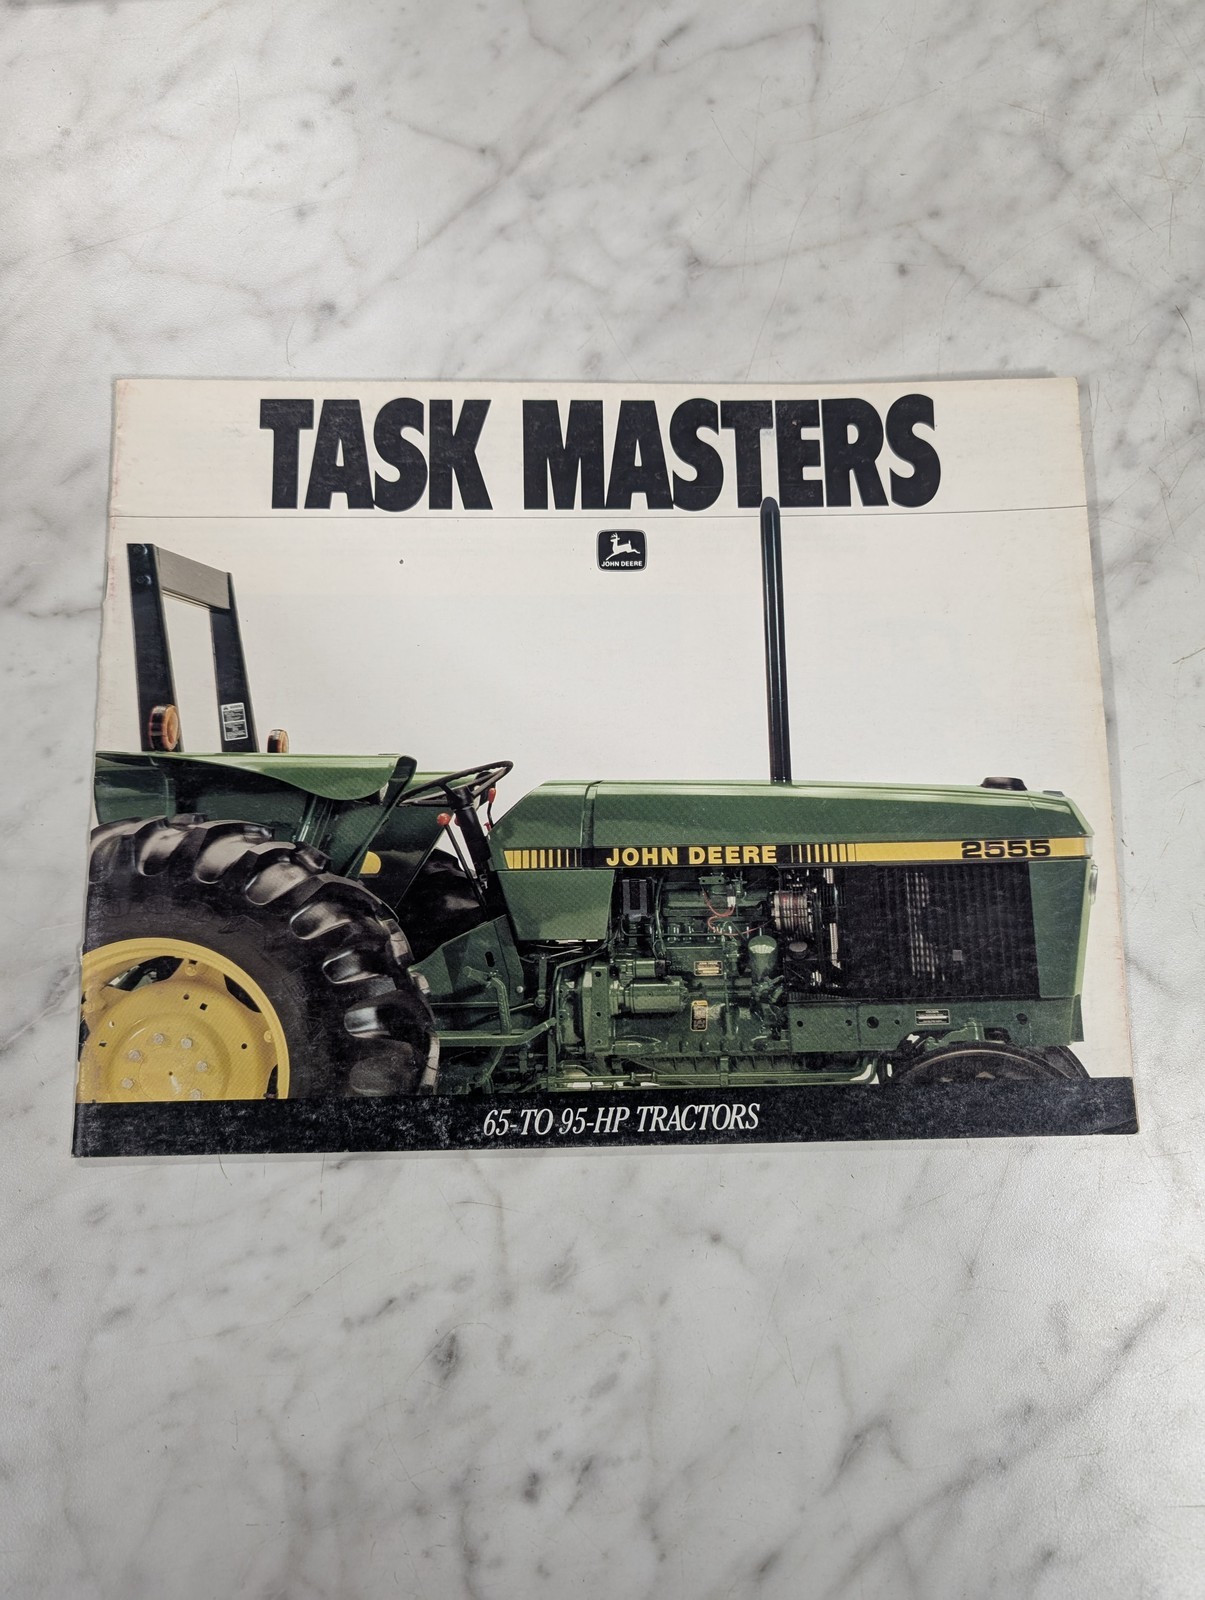 TASK MASTERS
JOHN DEERE
JOHN DEERE 2555
65-TO 95-HP TRACTORS